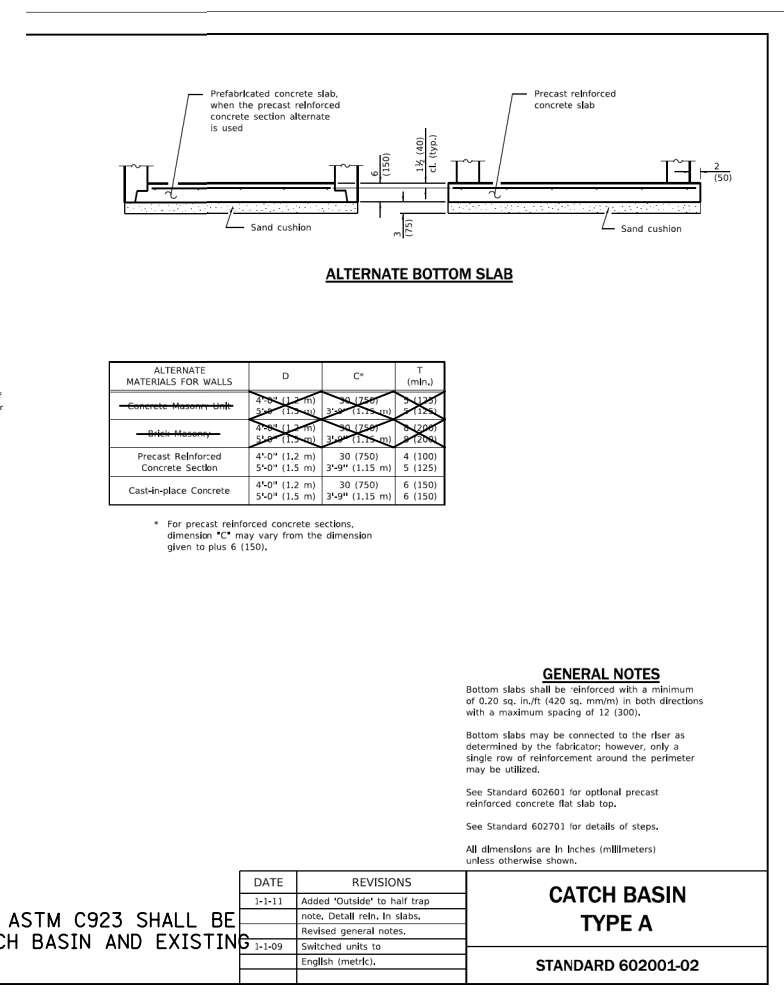 Prefabricated concrete slab,
when the precast reinforced
concrete section alternate
is used
Precast reinforced
concrete slab
6
(150)
1½ (40)
cl. (typ.)
2
(50)
3
(75)
Sand cushion
Sand cushion
ALTERNATE BOTTOM SLAB
ALTERNATE
MATERIALS FOR WALLS
D
C*
T
(min.)
Concrete Masonry Unit
4'-0" (1.2 m)
30 (750)
5 (125)
5'-0" (1.5 m)
3'-9" (1.15 m)
5 (125)
Brick Masonry
4'-0" (1.2 m)
30 (750)
8 (200)
5'-0" (1.5 m)
3'-9" (1.15 m)
8 (200)
Precast Reinforced
Concrete Section
4'-0" (1.2 m)
30 (750)
4 (100)
5'-0" (1.5 m)
3'-9" (1.15 m)
5 (125)
Cast-in-place Concrete
4'-0" (1.2 m)
30 (750)
6 (150)
5'-0" (1.5 m)
3'-9" (1.15 m)
6 (150)
* For precast reinforced concrete sections,
dimension "C" may vary from the dimension
given to plus 6 (150).
GENERAL NOTES
Bottom slabs shall be reinforced with a minimum
of 0.20 sq. in./ft (420 sq. mm/m) in both directions
with a maximum spacing of 12 (300).
Bottom slabs may be connected to the riser as
determined by the fabricator; however, only a
single row of reinforcement around the perimeter
may be utilized.
See Standard 602601 for optional precast
reinforced concrete flat slab top.
See Standard 602701 for details of steps.
All dimensions are in inches (millimeters)
unless otherwise shown.
ASTM C923 SHALL BE
CH BASIN AND EXISTING
DATE
REVISIONS
1-1-11
Added 'Outside' to half trap
note. Detail rein. in slabs.
Revised general notes.
1-1-09
Switched units to
English (metric).
CATCH BASIN
TYPE A
STANDARD 602001-02